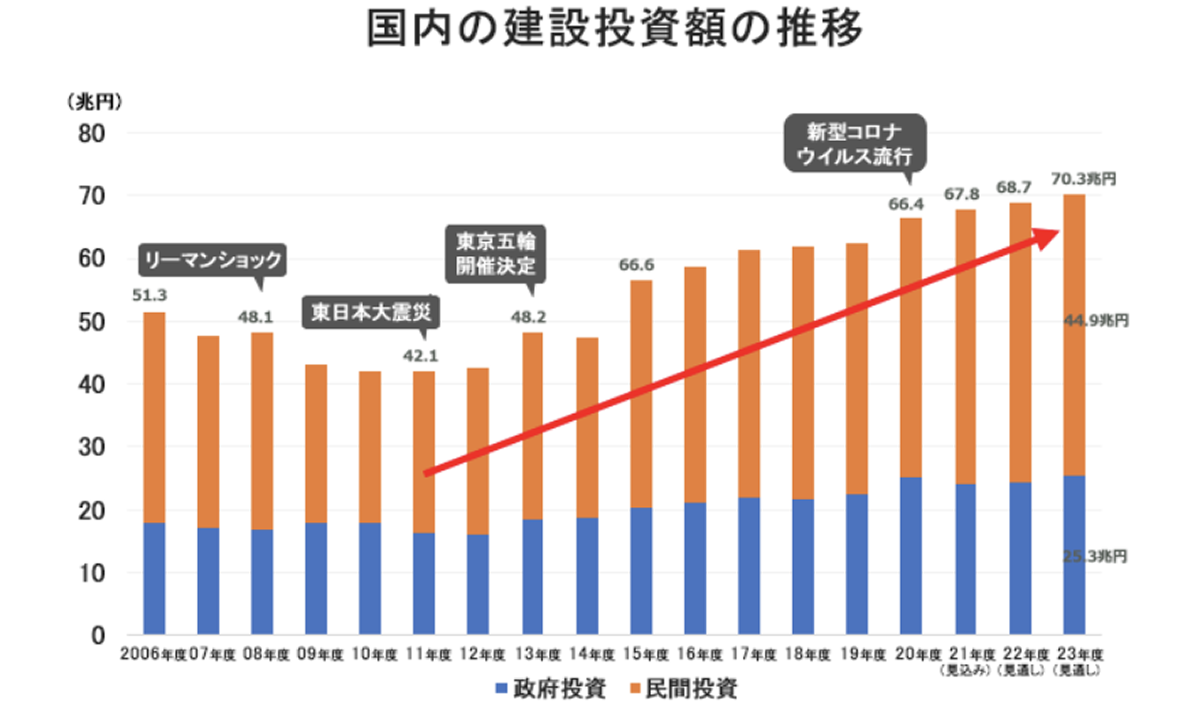 国内の建設投資額の推移
（兆円）
80
70
60
50
40
30
20
10
0
リーマンショック
東日本大震災
東京五輪
開催決定
新型コロナ
ウイルス流行
51.3
48.1
42.1
48.2
66.6
66.4
67.8
68.7
70.3兆円
44.9兆円
25.3兆円
2006年度 07年度 08年度 09年度 10年度 11年度 12年度 13年度 14年度 15年度 16年度 17年度 18年度 19年度 20年度 21年度 22年度 23年度
（見込み）（見通し）（見通し）
政府投資 民間投資